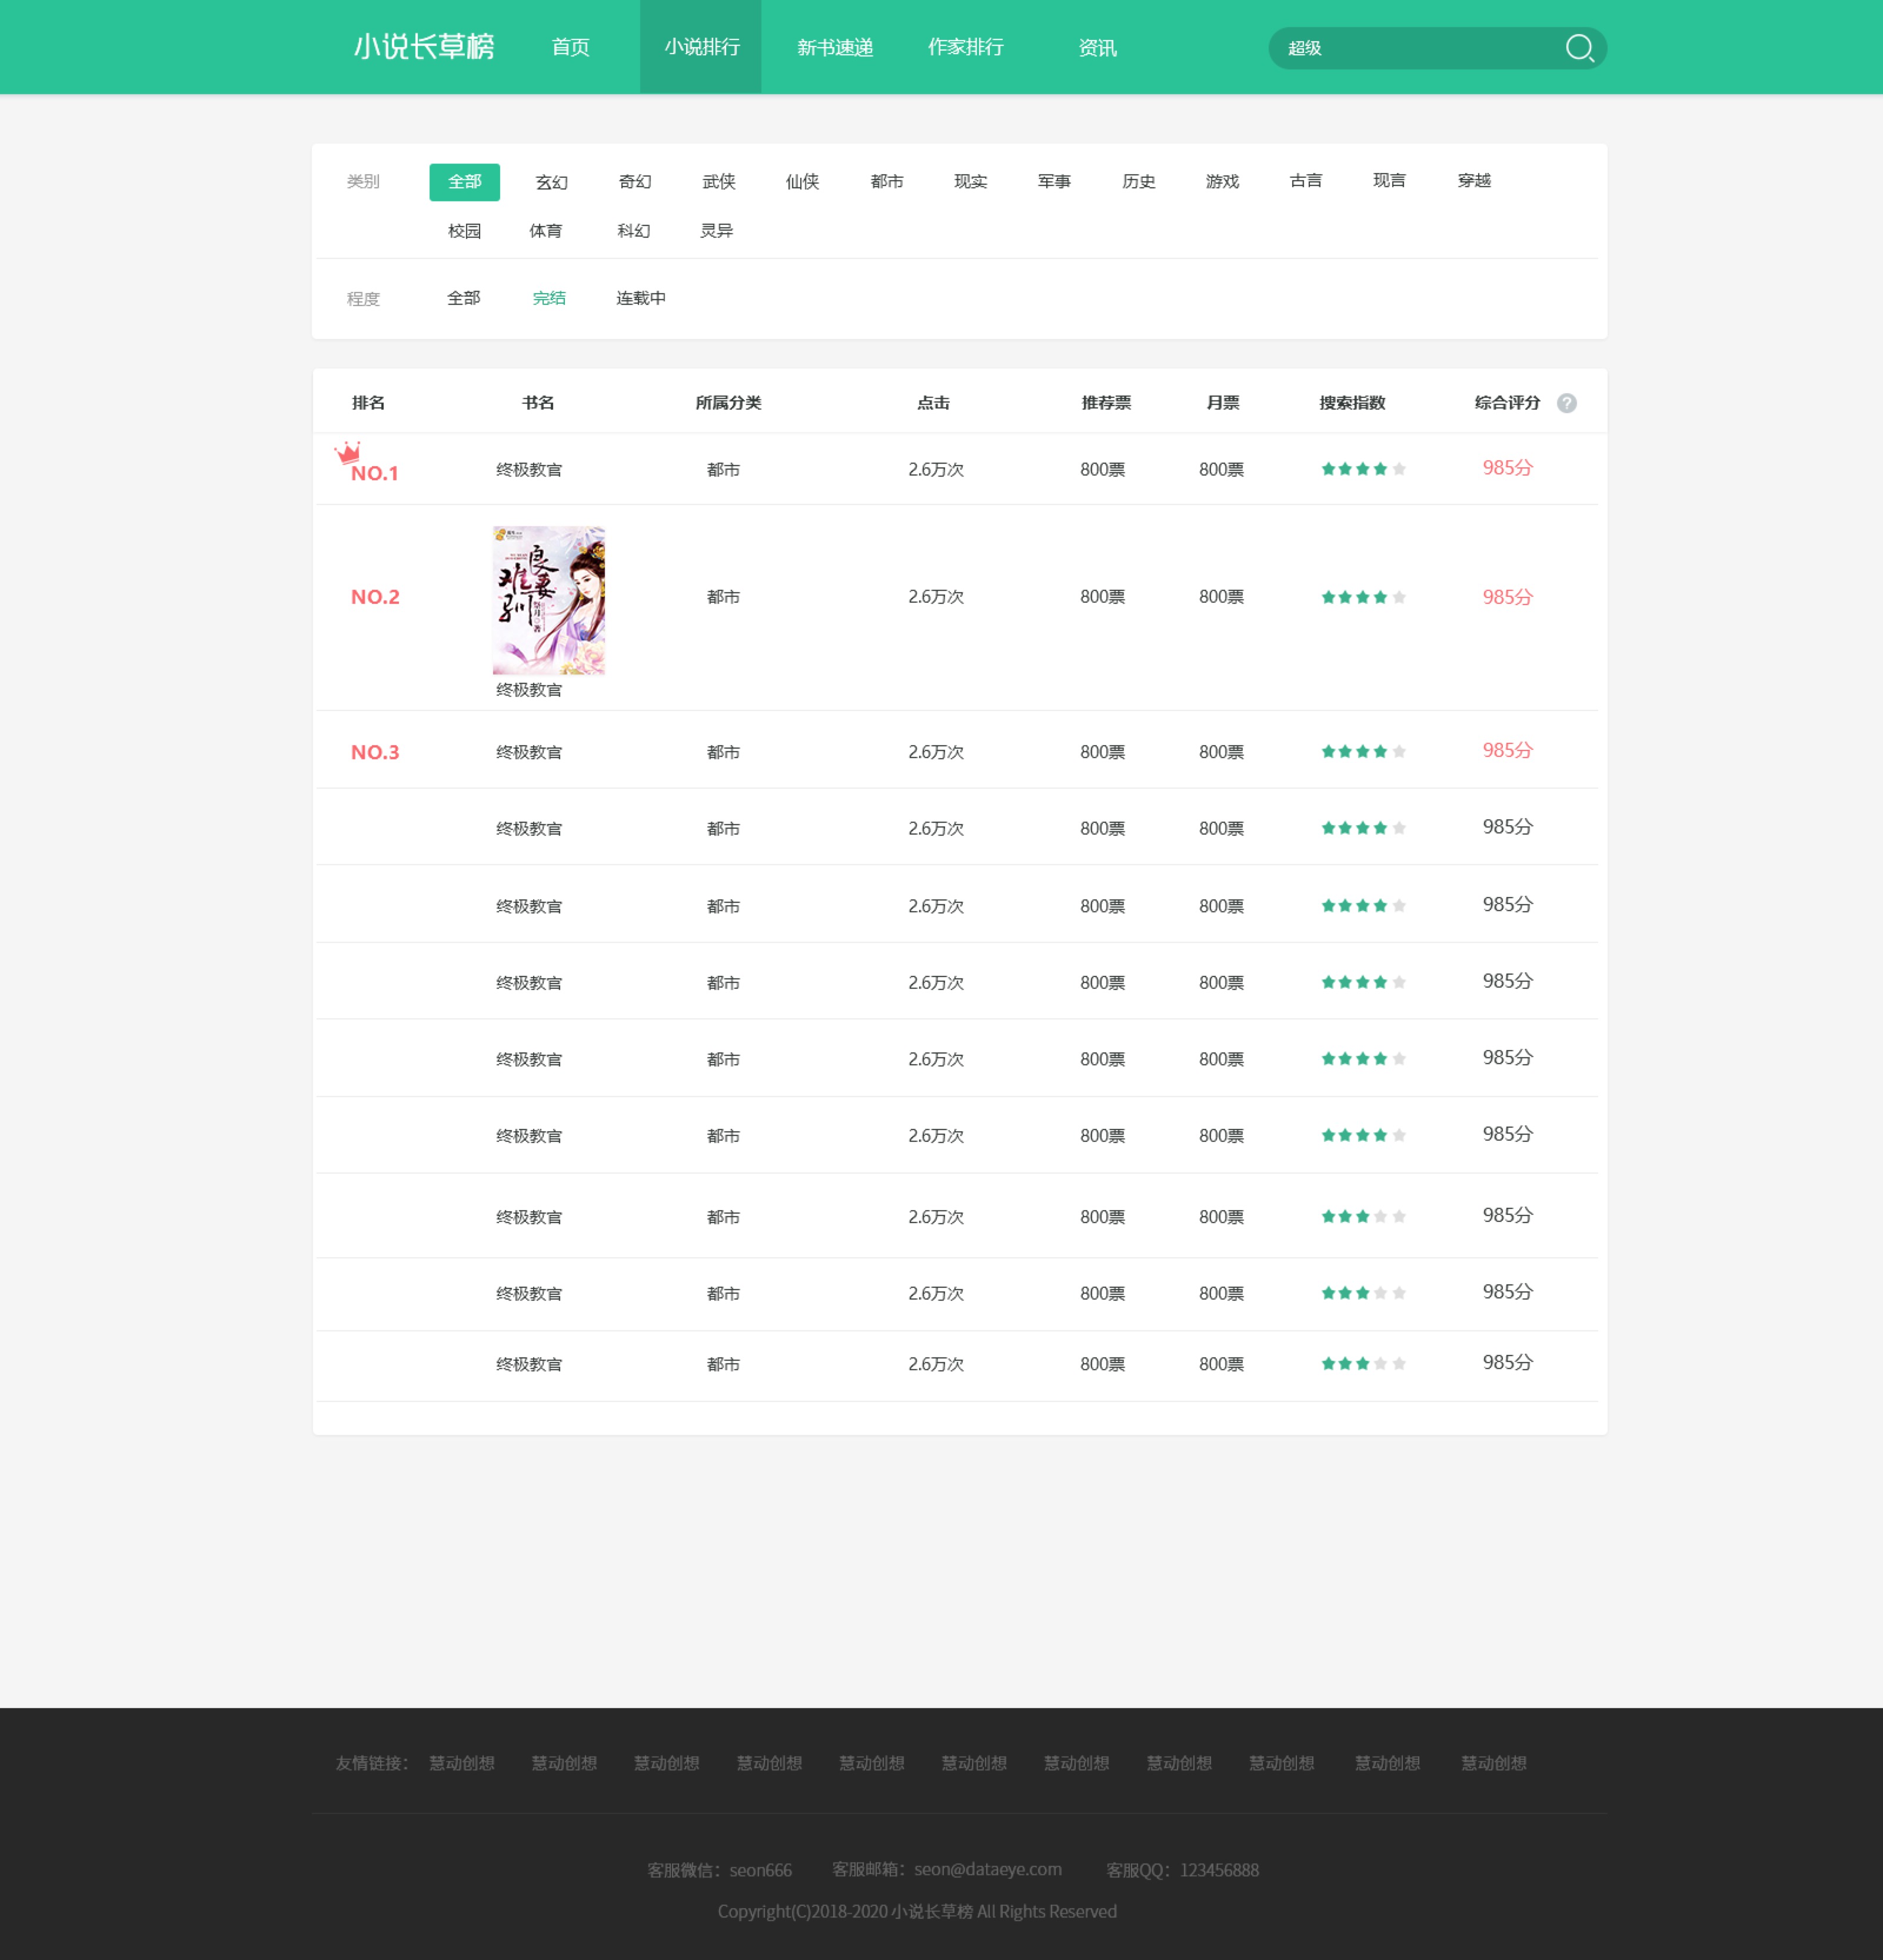 小说长草榜 首页 小说排行 新书速递 作家排行 资讯 超级
类别 全部 玄幻 奇幻 武侠 仙侠 都市 现实 军事 历史 游戏 古言 现言 穿越
校园 体育 科幻 灵异
程度 全部 完结 连载中
排名 书名 所属分类 点击 推荐票 月票 搜索指数 综合评分 ?
NO.1 终极教官 都市 2.6万次 800票 800票 985分
良妻
难驯
NO.2 都市 2.6万次 800票 800票 985分
终极教官
NO.3 终极教官 都市 2.6万次 800票 800票 985分
终极教官 都市 2.6万次 800票 800票 985分
终极教官 都市 2.6万次 800票 800票 985分
终极教官 都市 2.6万次 800票 800票 985分
终极教官 都市 2.6万次 800票 800票 985分
终极教官 都市 2.6万次 800票 800票 985分
终极教官 都市 2.6万次 800票 800票 985分
终极教官 都市 2.6万次 800票 800票 985分
终极教官 都市 2.6万次 800票 800票 985分
友情链接： 慧动创想 慧动创想 慧动创想 慧动创想 慧动创想 慧动创想 慧动创想 慧动创想 慧动创想 慧动创想 慧动创想
客服微信：seon666 客服邮箱：seon@dataeye.com 客服QQ：123456888
Copyright(C)2018-2020 小说长草榜 All Rights Reserved